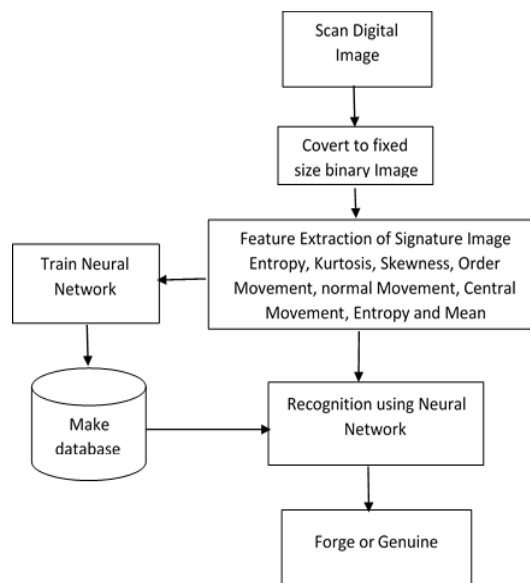 Scan Digital
Image
Covert to fixed
size binary Image
Feature Extraction of Signature Image
Entropy, Kurtosis, Skewness, Order
Movement, normal Movement, Central
Movement, Entropy and Mean
Train Neural
Network
Make
database
Recognition using Neural
Network
Forge or Genuine